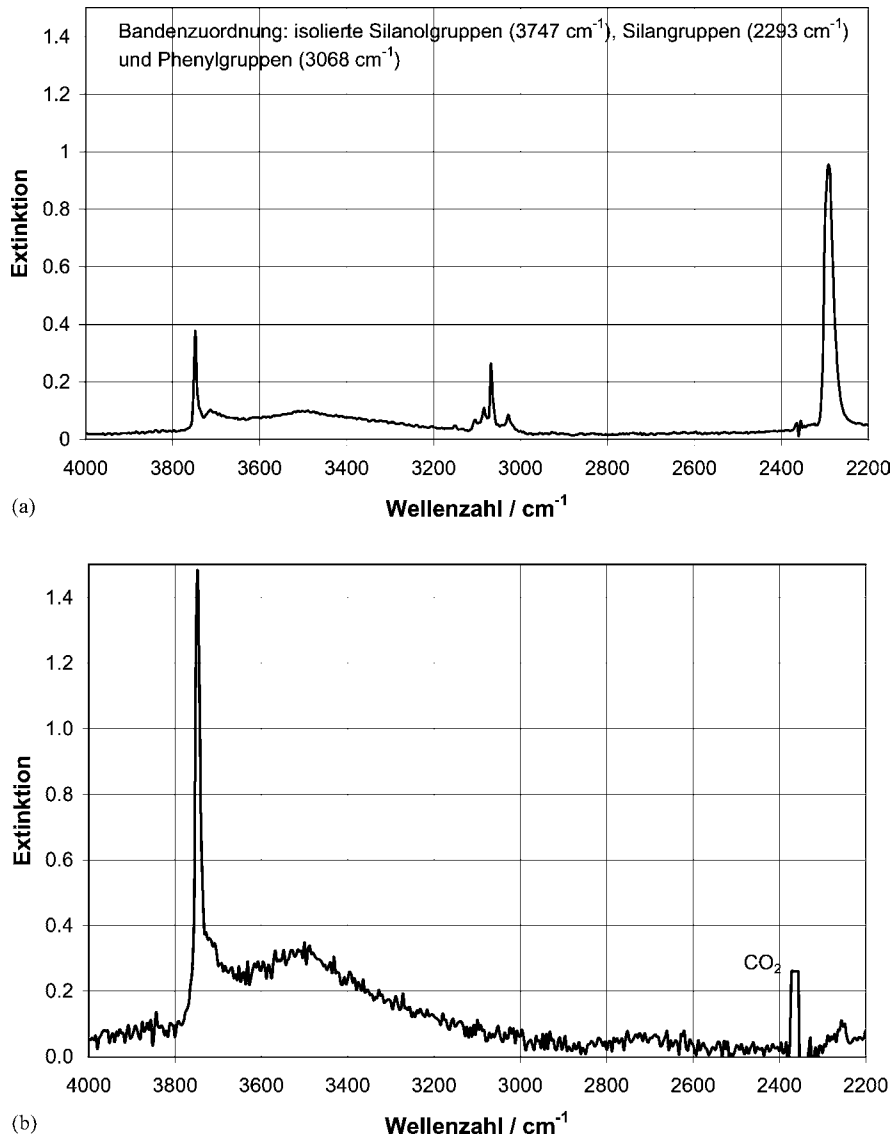 Bandenzuordnung: isolierte Silanolgruppen (3747 cm⁻¹), Silangruppen (2293 cm⁻¹)
und Phenylgruppen (3068 cm⁻¹)
Extinktion
1.4
1.2
1
0.8
0.6
0.4
0.2
0
4000 3800 3600 3400 3200 3000 2800 2600 2400 2200
Wellenzahl / cm⁻¹
(a)
Extinktion
1.4
1.2
1.0
0.8
0.6
0.4
0.2
0.0
CO₂
4000 3800 3600 3400 3200 3000 2800 2600 2400 2200
Wellenzahl / cm⁻¹
(b)